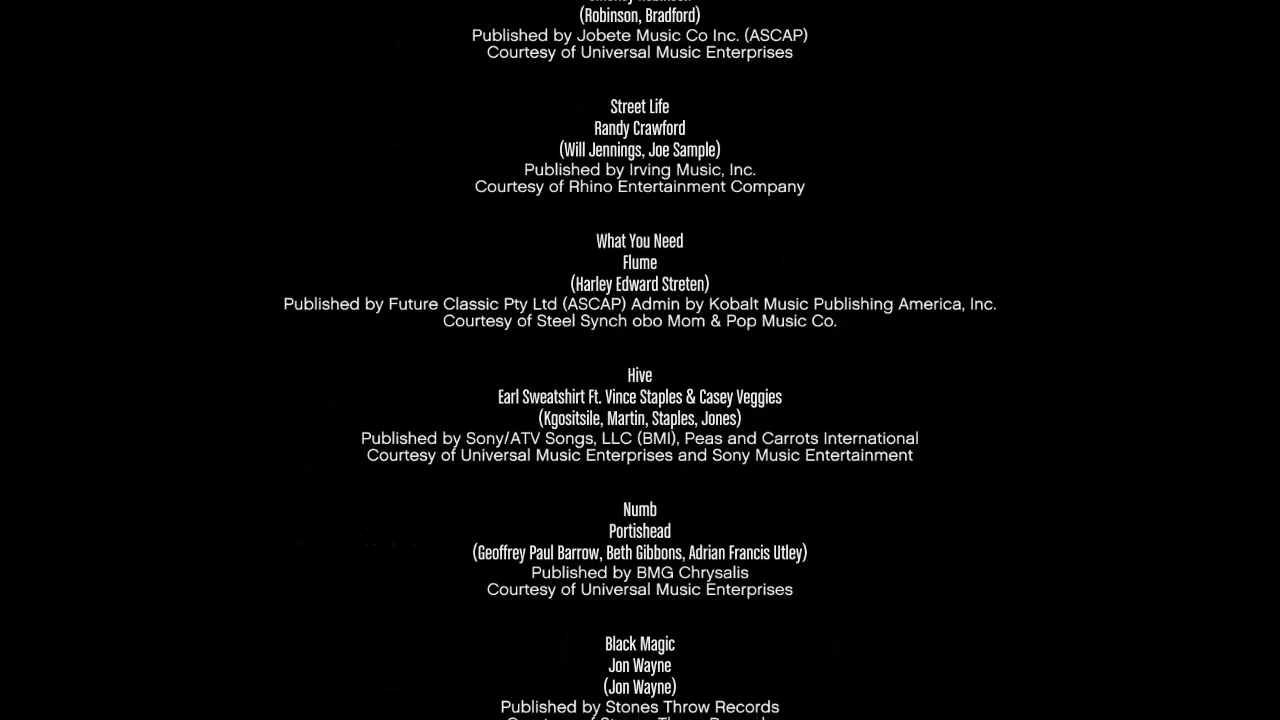 (Robinson, Bradford)
Published by Jobete Music Co Inc. (ASCAP)
Courtesy of Universal Music Enterprises
Street Life
Randy Crawford
(Will Jennings, Joe Sample)
Published by Irving Music, Inc.
Courtesy of Rhino Entertainment Company
What You Need
Flume
(Harley Edward Streten)
Published by Future Classic Pty Ltd (ASCAP) Admin by Kobalt Music Publishing America, Inc.
Courtesy of Steel Synch obo Mom & Pop Music Co.
Hive
Earl Sweatshirt Ft. Vince Staples & Casey Veggies
(Kgositsile, Martin, Staples, Jones)
Published by Sony/ATV Songs, LLC (BMI), Peas and Carrots International
Courtesy of Universal Music Enterprises and Sony Music Entertainment
Numb
Portishead
(Geoffrey Paul Barrow, Beth Gibbons, Adrian Francis Utley)
Published by BMG Chrysalis
Courtesy of Universal Music Enterprises
Black Magic
Jon Wayne
(Jon Wayne)
Published by Stones Throw Records